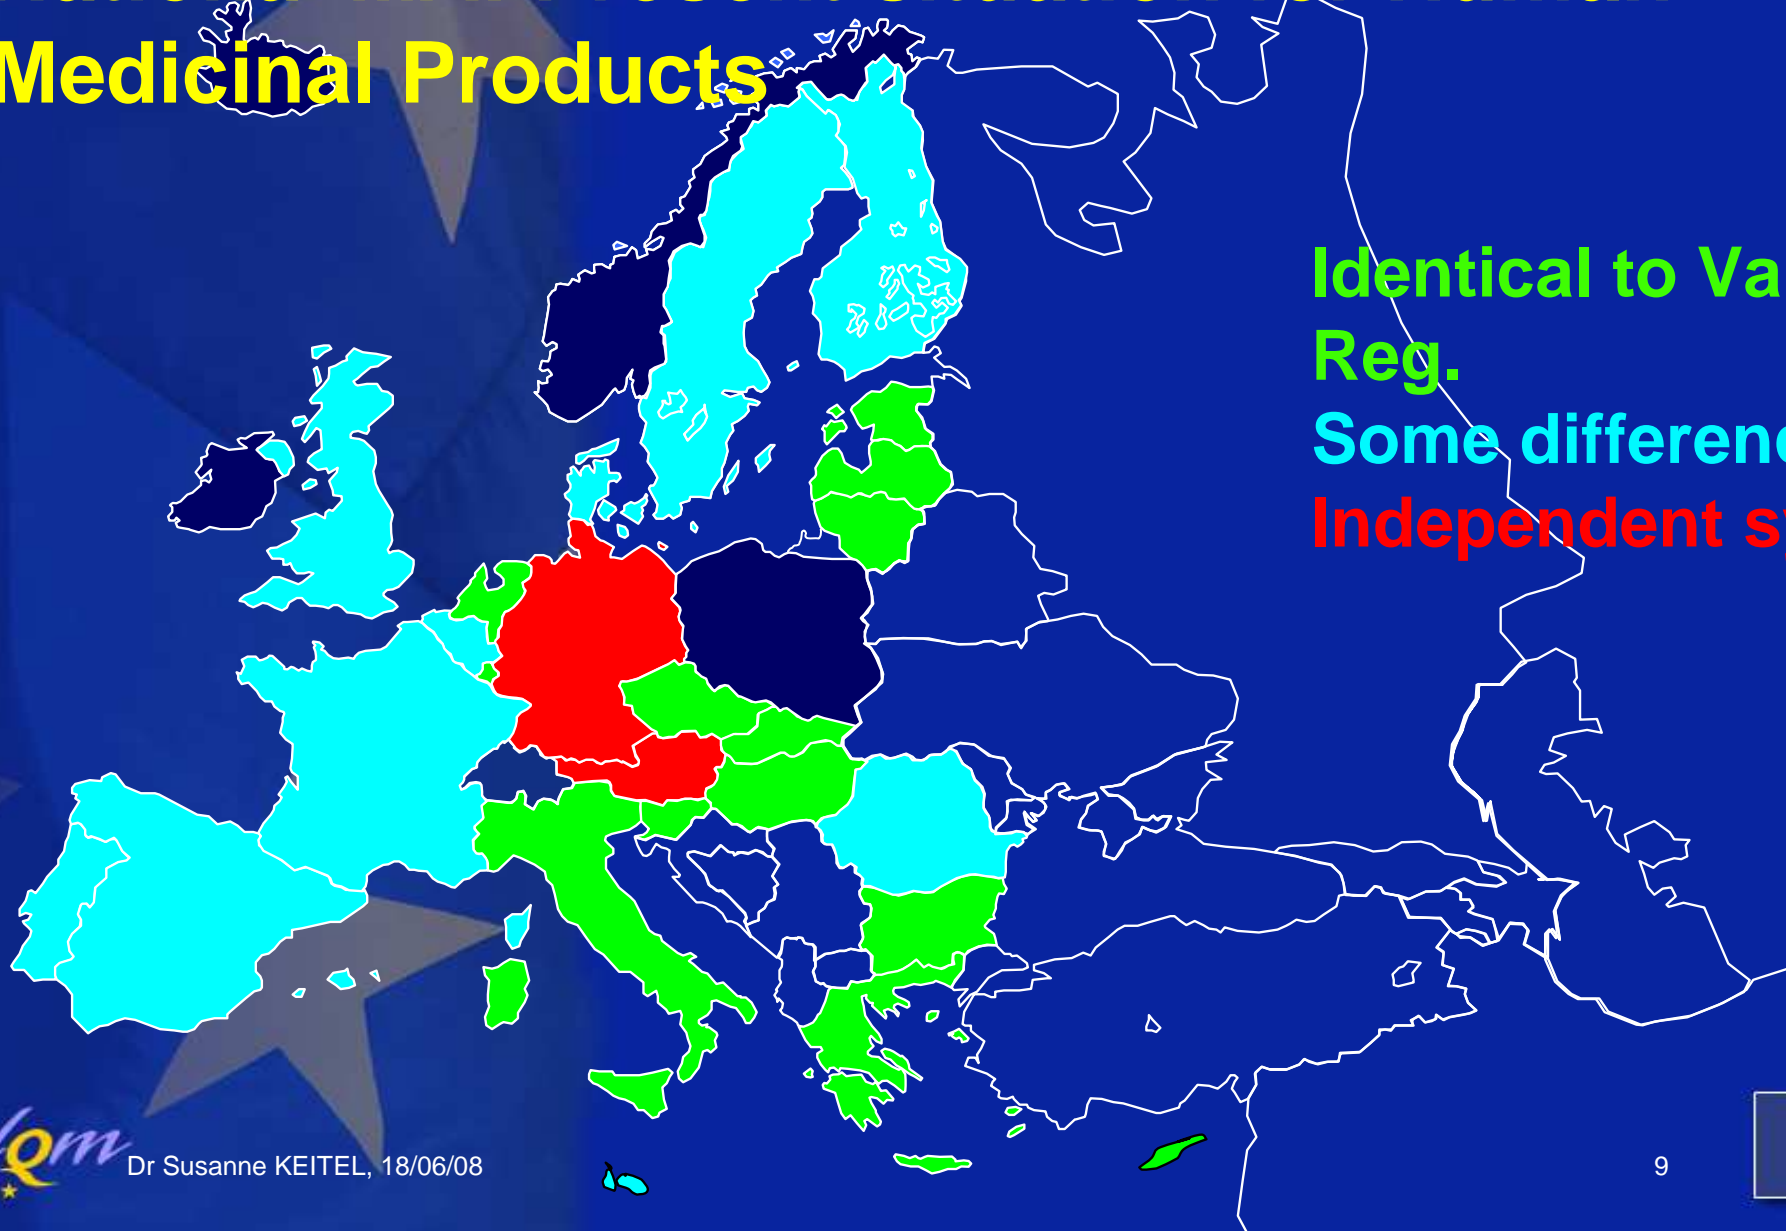 Medicinal Products
Identical to Va
Reg.
Some differen
Independent s
Dr Susanne KEITEL, 18/06/08
9